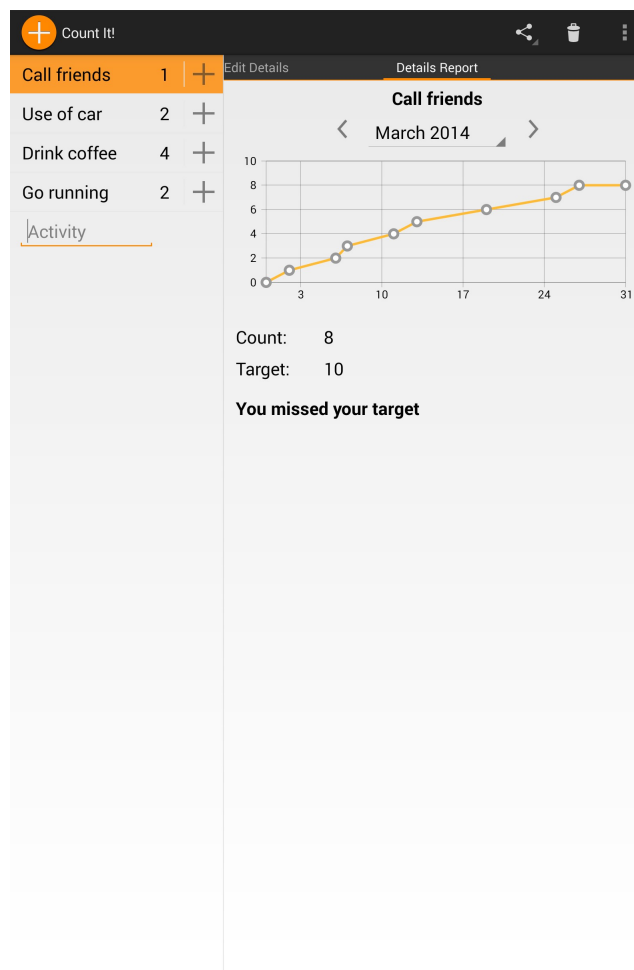 Count It!
Call friends 1
Use of car 2
Drink coffee 4
Go running 2
Activity
Edit Details Details Report
Call friends
March 2014
10
8
6
4
2
0
3 10 17 24 31
Count: 8
Target: 10
You missed your target